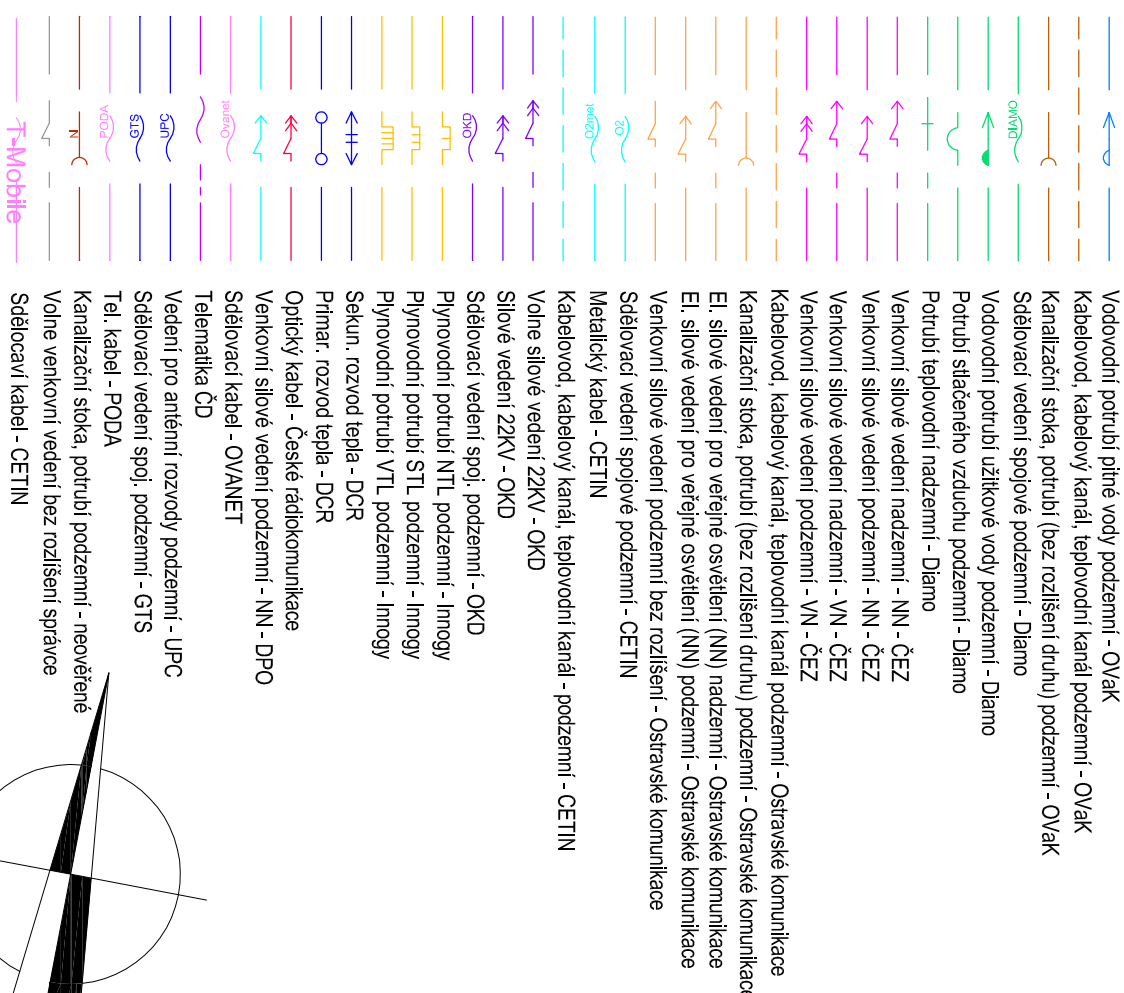 Vodovodní potrubí pitné vody podzemní - OVaK
Kabelovod, kabelový kanál, teplovodní kanál podzemní - OVaK
Kanalizační stoka, potrubí (bez rozlišení druhu) podzemní - OVaK
DIAMO Sdělovací vedení spojové podzemní - Diamo
Vodovodní potrubí užitkové vody podzemní - Diamo
Potrubí stlačeného vzduchu podzemní - Diamo
Potrubí teplovodní nadzemní - Diamo
Venkovní silové vedení nadzemní - NN - ČEZ
Venkovní silové vedení podzemní - NN - ČEZ
Venkovní silové vedení nadzemní - VN - ČEZ
Venkovní silové vedení podzemní - VN - ČEZ
Kabelovod, kabelový kanál, teplovodní kanál podzemní - Ostravské komunikace
Kanalizační stoka, potrubí (bez rozlišení druhu) podzemní - Ostravské komunikace
El. silové vedení pro veřejné osvětlení (NN) nadzemní - Ostravské komunikace
El. silové vedení pro veřejné osvětlení (NN) podzemní - Ostravské komunikace
Venkovní silové vedení podzemní bez rozlišení - Ostravské komunikace
O2 Sdělovací vedení spojové podzemní - CETIN
Metalický kabel - CETIN
Kabelovod, kabelový kanál, teplovodní kanál - podzemní - CETIN
Volne silové vedení 22KV - OKD
Silové vedení 22KV - OKD
OKD Sdělovací vedení spoj. podzemní - OKD
Plynovodní potrubí NTL podzemní - Innogy
Plynovodní potrubí STL podzemní - Innogy
Plynovodní potrubí VTL podzemní - Innogy
Sekun. rozvod tepla - DCR
Primar. rozvod tepla - DCR
Optický kabel - České rádiokomunikace
Venkovní silové vedení podzemní - NN - DPO
Ovanet Sdělovací kabel - OVANET
Telematika ČD
UPC Vedení pro anténní rozvody podzemní - UPC
GTS Sdělovací vedení spoj. podzemní - GTS
PODA Tel. kabel - PODA
N Kanalizační stoka, potrubí podzemní - neověřené
Volne venkovní vedení bez rozlišení správce
T-Mobile Sdělocaví kabel - CETIN